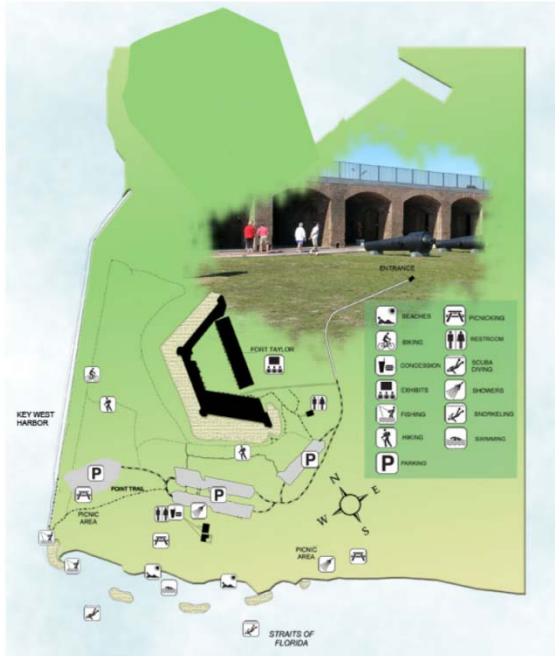 ENTRANCE
BEACHES
PICNICKING
BIKING
RESTROOM
CONCESSION
SCUBA
DIVING
EXHIBITS
SHOWERS
FISHING
SNORKELING
HIKING
SWIMMING
P
PARKING
FORT TAYLOR
KEY WEST
HARBOR
P
P
P
POINT TRAIL
PICNIC
AREA
N
E
W
S
PICNIC
AREA
STRAITS OF
FLORIDA